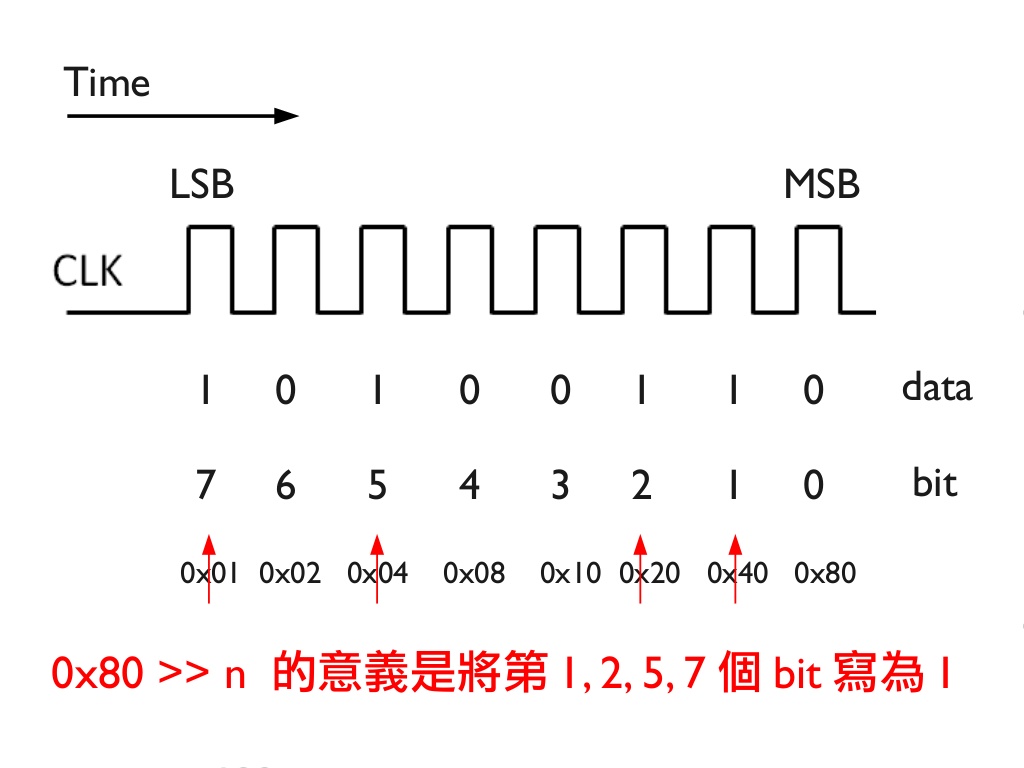 Time
LSB MSB
CLK
1 0 1 0 0 1 1 0 data
7 6 5 4 3 2 1 0 bit
0x01 0x02 0x04 0x08 0x10 0x20 0x40 0x80
0x80 >> n 的意義是將第 1, 2, 5, 7 個 bit 寫為 1